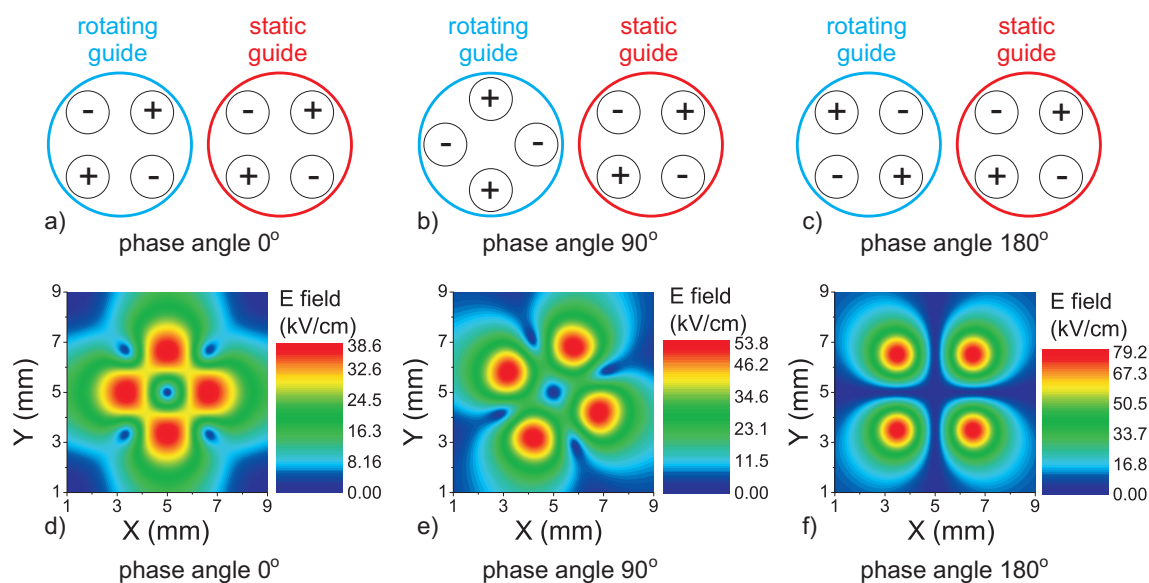 rotating
guide
static
guide
rotating
guide
static
guide
rotating
guide
static
guide
- + - +
+ - + -
+
- -
+
- +
+ -
+ - - +
- + + -
a)
phase angle 0°
b)
phase angle 90°
c)
phase angle 180°
9
7
5
3
1
Y (mm)
1 3 5 7 9
X (mm)
E field
(kV/cm)
38.6
32.6
24.5
16.3
8.16
0.00
d)
phase angle 0°
9
7
5
3
1
Y (mm)
1 3 5 7 9
X (mm)
E field
(kV/cm)
53.8
46.2
34.6
23.1
11.5
0.00
e)
phase angle 90°
9
7
5
3
1
Y (mm)
1 3 5 7 9
X (mm)
E field
(kV/cm)
79.2
67.3
50.5
33.7
16.8
0.00
f)
phase angle 180°